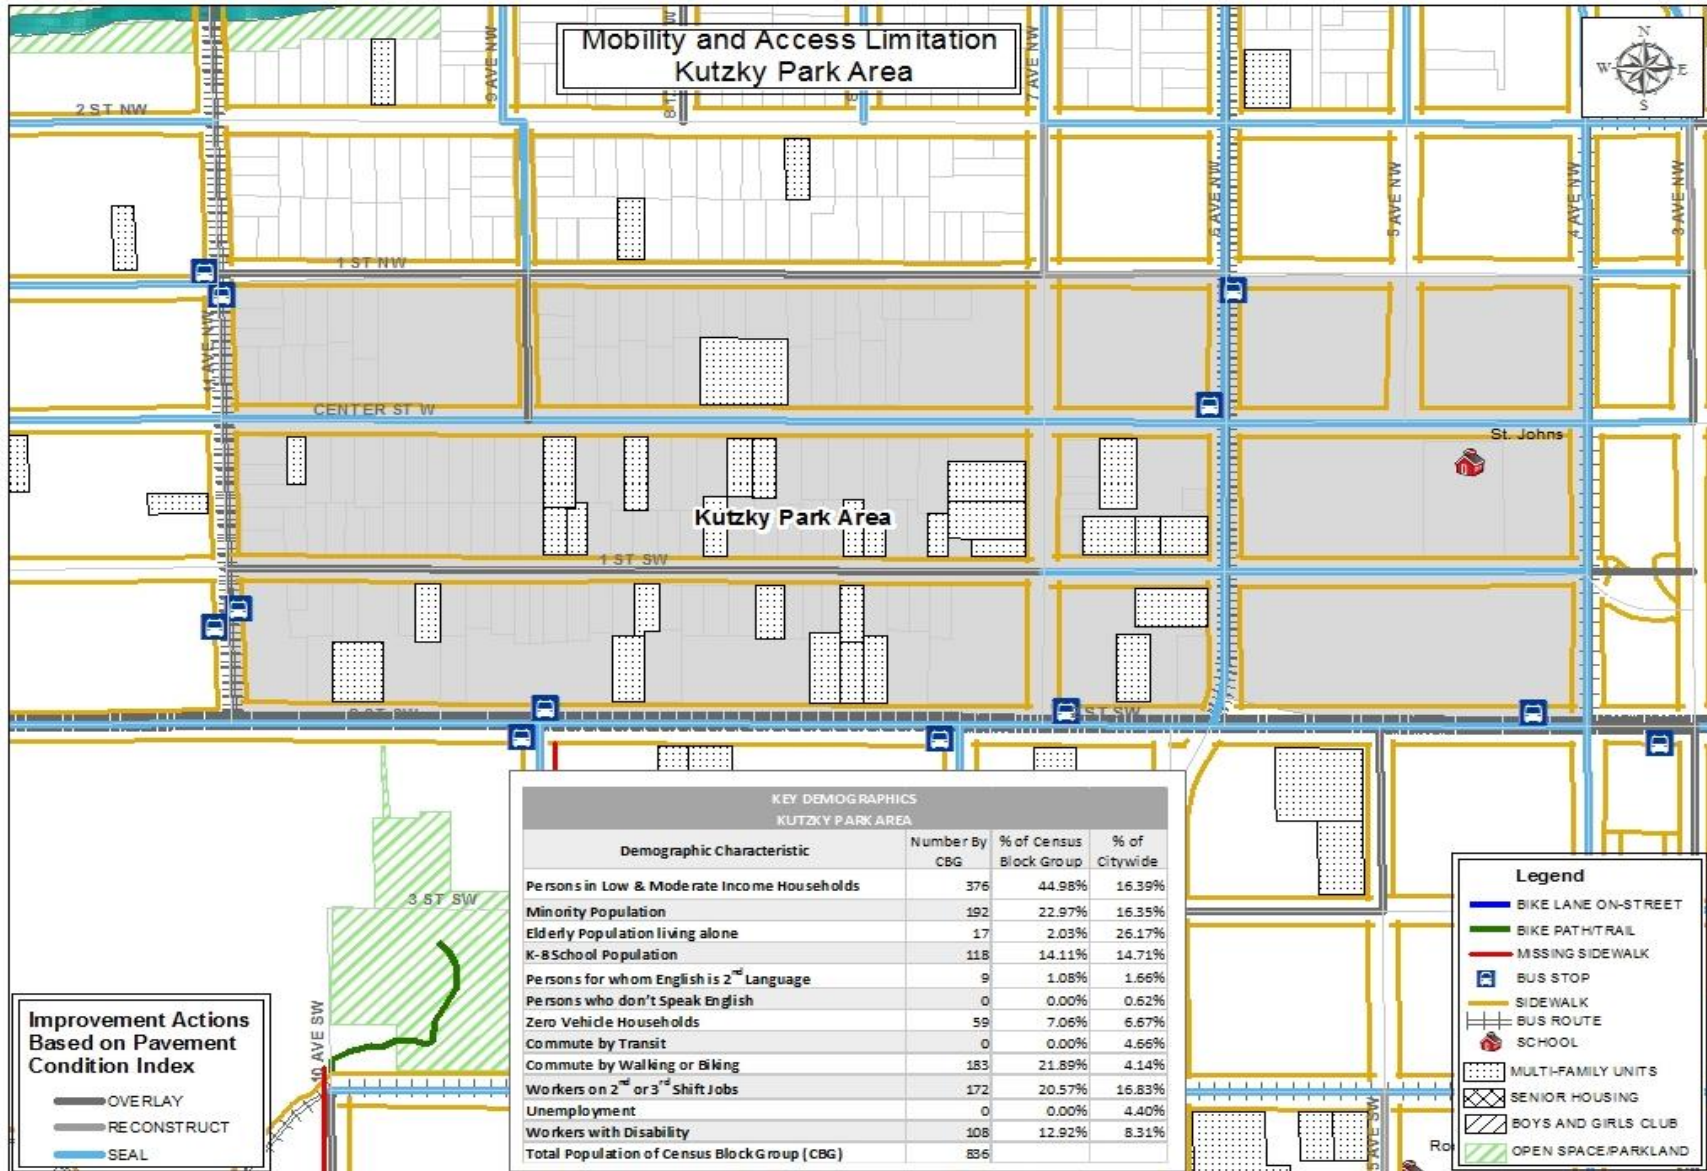 Mobility and Access Limitation
Kutzky Park Area
N
W
E
S
9 AVE NW
7 AVE NW
2 ST NW
6 AVE NW
5 AVE NW
4 AVE NW
3 AVE NW
1 ST NW
11 AVE NW
CENTER ST W
St. Johns
Kutzky Park Area
1 ST SW
ST SW
ST SW
3 ST SW
10 AVE SW
5 AVE SW
KEY DEMOGRAPHICS
KUTZKY PARK AREA
Demographic Characteristic Number By CBG % of Census Block Group % of Citywide
Persons in Low & Moderate Income Households 376 44.98% 16.39%
Minority Population 192 22.97% 16.35%
Elderly Population living alone 17 2.03% 26.17%
K-8 School Population 118 14.11% 14.71%
Persons for whom English is 2nd Language 9 1.08% 1.66%
Persons who don't Speak English 0 0.00% 0.62%
Zero Vehicle Households 59 7.06% 6.67%
Commute by Transit 0 0.00% 4.66%
Commute by Walking or Biking 183 21.89% 4.14%
Workers on 2nd or 3rd Shift Jobs 172 20.57% 16.83%
Unemployment 0 0.00% 4.40%
Workers with Disability 108 12.92% 8.31%
Total Population of Census Block Group (CBG) 836
Improvement Actions
Based on Pavement
Condition Index
OVERLAY
RECONSTRUCT
SEAL
Legend
BIKE LANE ON-STREET
BIKE PATH/TRAIL
MISSING SIDEWALK
BUS STOP
SIDEWALK
BUS ROUTE
SCHOOL
MULTI-FAMILY UNITS
SENIOR HOUSING
BOYS AND GIRLS CLUB
OPEN SPACE/PARKLAND